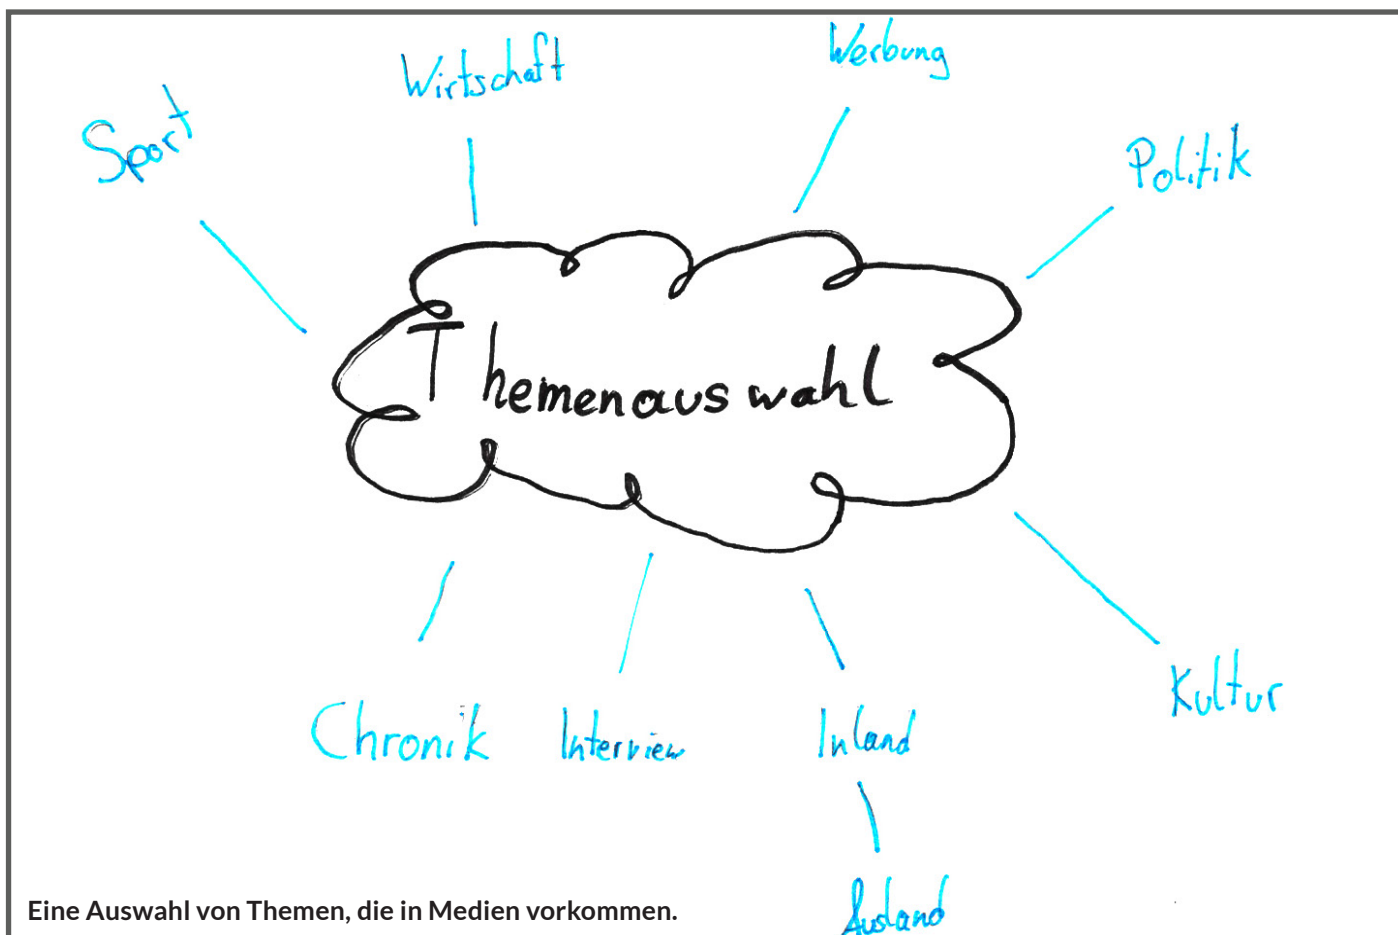 Werbung
Wirtschaft
Sport
Politik
Themenauswahl
Kultur
Chronik
Interview
Inland
Ausland
Eine Auswahl von Themen, die in Medien vorkommen.